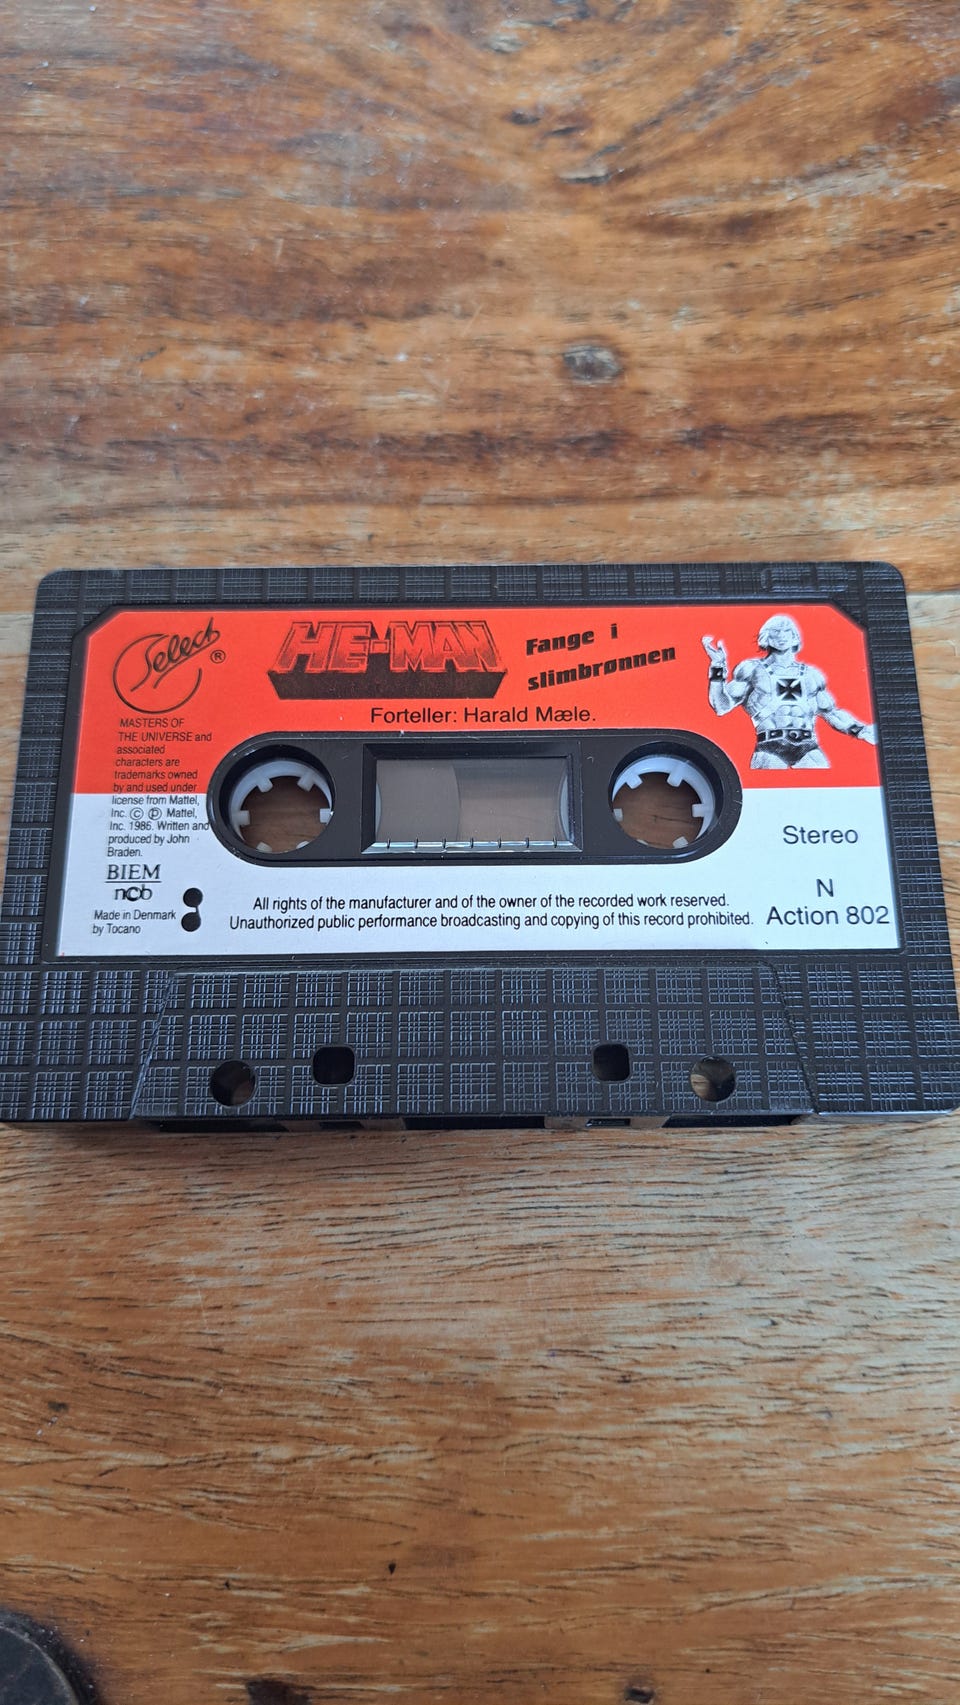 Select ®
HE-MAN
Fange i
slimbrønnen
Forteller: Harald Mæle.
MASTERS OF
THE UNIVERSE and
associated
characters are
trademarks owned
by and used under
license from Mattel,
Inc. © ℗ Mattel,
Inc. 1986. Written and
produced by John
Braden.
BIEM
ncb
Made in Denmark
by Tocano
All rights of the manufacturer and of the owner of the recorded work reserved.
Unauthorized public performance broadcasting and copying of this record prohibited.
Stereo
N
Action 802